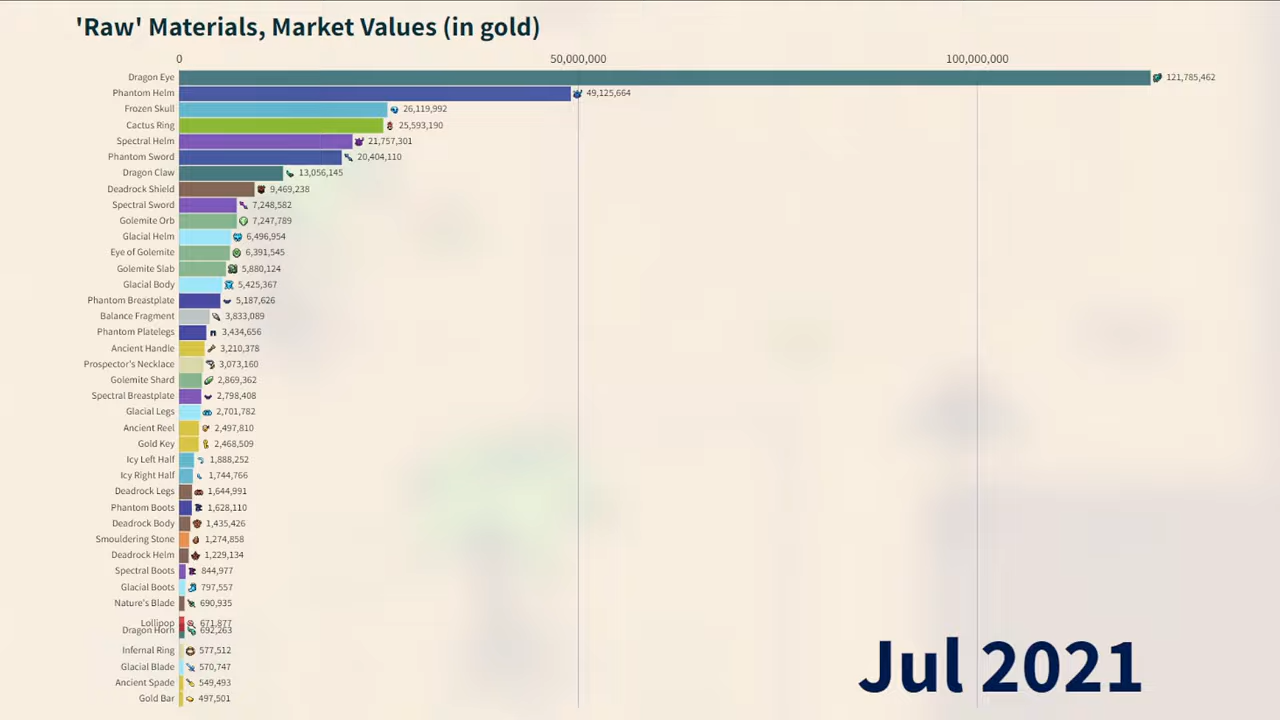 'Raw' Materials, Market Values (in gold)
0 50,000,000 100,000,000
Dragon Eye 121,785,462
Phantom Helm 49,125,664
Frozen Skull 26,119,992
Cactus Ring 25,593,190
Spectral Helm 21,757,301
Phantom Sword 20,404,110
Dragon Claw 13,056,145
Deadrock Shield 9,469,238
Spectral Sword 7,248,582
Golemite Orb 7,247,789
Glacial Helm 6,496,954
Eye of Golemite 6,391,545
Golemite Slab 5,880,124
Glacial Body 5,425,367
Phantom Breastplate 5,187,626
Balance Fragment 3,833,089
Phantom Platelegs 3,434,656
Ancient Handle 3,210,378
Prospector's Necklace 3,073,160
Golemite Shard 2,869,362
Spectral Breastplate 2,798,408
Glacial Legs 2,701,782
Ancient Reel 2,497,810
Gold Key 2,468,509
Icy Left Half 1,888,252
Icy Right Half 1,744,766
Deadrock Legs 1,644,991
Phantom Boots 1,628,110
Deadrock Body 1,435,426
Smouldering Stone 1,274,858
Deadrock Helm 1,229,134
Spectral Boots 844,977
Glacial Boots 797,557
Nature's Blade 690,935
Lollipop 671,877
Dragon Horn 692,263
Infernal Ring 577,512
Glacial Blade 570,747
Ancient Spade 549,493
Gold Bar 497,501
Jul 2021